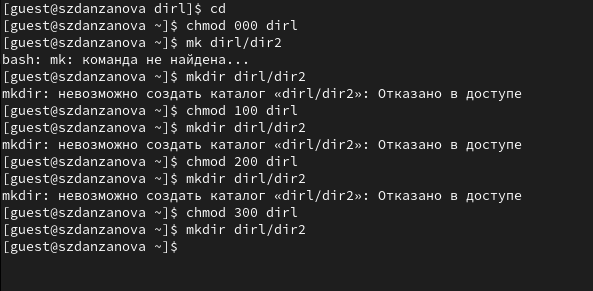 [guest@szdanzanova dirl]$ cd
[guest@szdanzanova ~]$ chmod 000 dirl
[guest@szdanzanova ~]$ mk dirl/dir2
bash: mk: команда не найдена...
[guest@szdanzanova ~]$ mkdir dirl/dir2
mkdir: невозможно создать каталог «dirl/dir2»: Отказано в доступе
[guest@szdanzanova ~]$ chmod 100 dirl
[guest@szdanzanova ~]$ mkdir dirl/dir2
mkdir: невозможно создать каталог «dirl/dir2»: Отказано в доступе
[guest@szdanzanova ~]$ chmod 200 dirl
[guest@szdanzanova ~]$ mkdir dirl/dir2
mkdir: невозможно создать каталог «dirl/dir2»: Отказано в доступе
[guest@szdanzanova ~]$ chmod 300 dirl
[guest@szdanzanova ~]$ mkdir dirl/dir2
[guest@szdanzanova ~]$